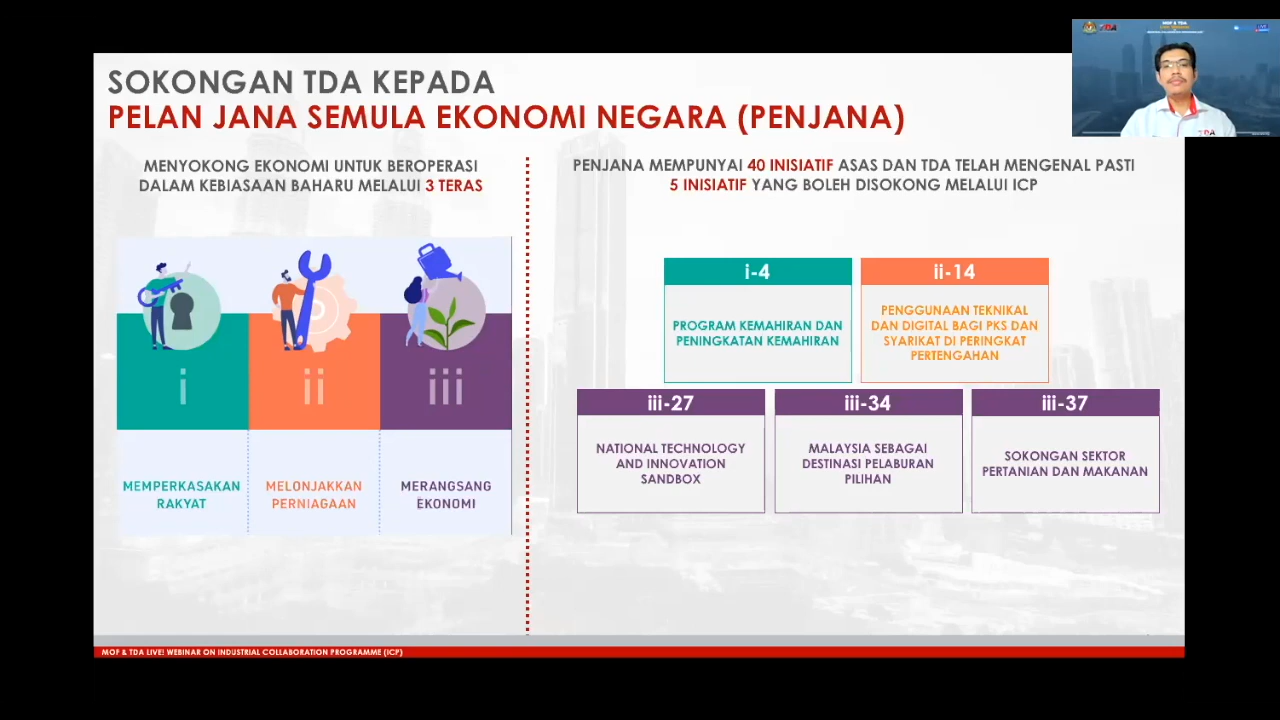 SOKONGAN TDA KEPADA
PELAN JANA SEMULA EKONOMI NEGARA (PENJANA)
MENYOKONG EKONOMI UNTUK BEROPERASI
DALAM KEBIASAAN BAHARU MELALUI 3 TERAS
i
ii
iii
MEMPERKASAKAN
RAKYAT
MELONJAKKAN
PERNIAGAAN
MERANGSANG
EKONOMI
PENJANA MEMPUNYAI 40 INISIATIF ASAS DAN TDA TELAH MENGENAL PASTI
5 INISIATIF YANG BOLEH DISOKONG MELALUI ICP
i-4
PROGRAM KEMAHIRAN DAN
PENINGKATAN KEMAHIRAN
ii-14
PENGGUNAAN TEKNIKAL
DAN DIGITAL BAGI PKS DAN
SYARIKAT DI PERINGKAT
PERTENGAHAN
iii-27
NATIONAL TECHNOLOGY
AND INNOVATION
SANDBOX
iii-34
MALAYSIA SEBAGAI
DESTINASI PELABURAN
PILIHAN
iii-37
SOKONGAN SEKTOR
PERTANIAN DAN MAKANAN
MOF & TDA LIVE! WEBINAR ON INDUSTRIAL COLLABORATION PROGRAMME (ICP)
MOF & TDA
TDA